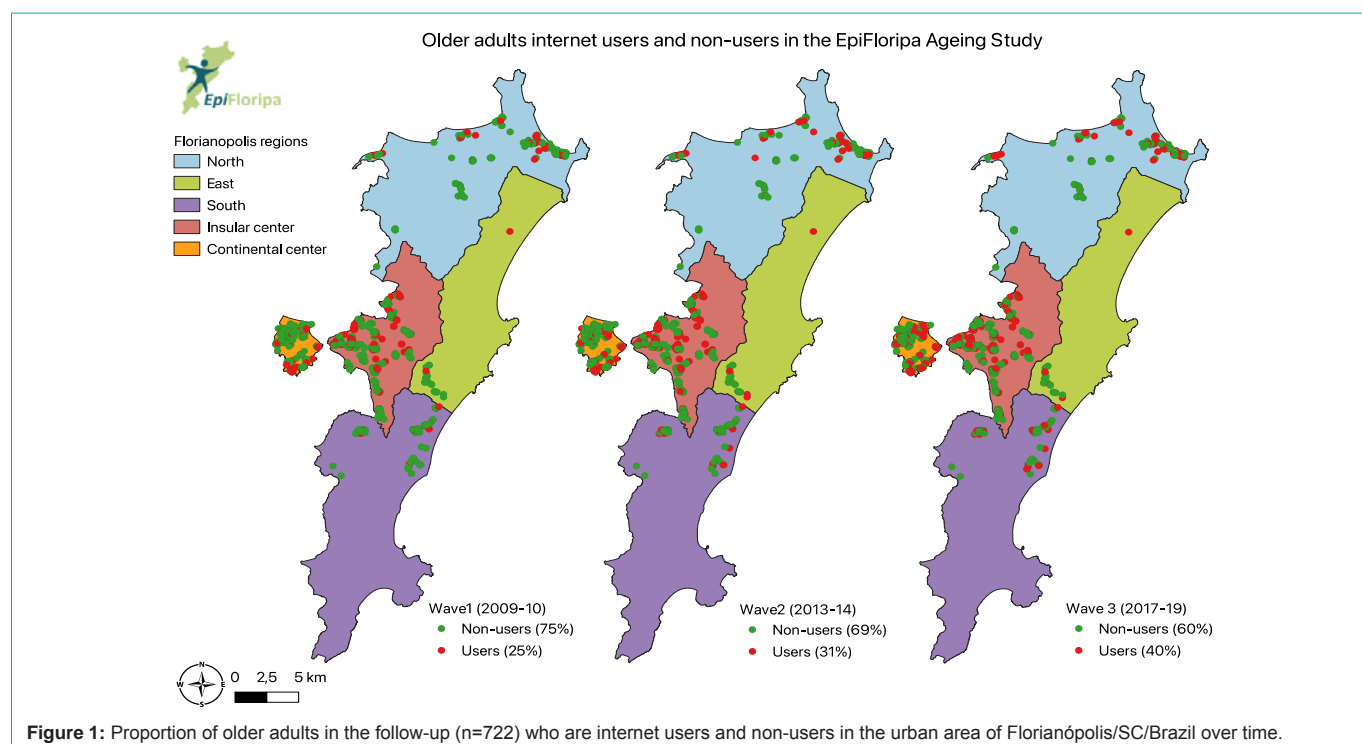 Older adults internet users and non-users in the EpiFloripa Ageing Study
EpiFloripa
Florianopolis regions
North
East
South
Insular center
Continental center
Wave1 (2009-10)
Non-users (75%)
Users (25%)
Wave2 (2013-14)
Non-users (69%)
Users (31%)
Wave 3 (2017-19)
Non-users (60%)
Users (40%)
N
W E
S
0 2,5 5 km
Figure 1: Proportion of older adults in the follow-up (n=722) who are internet users and non-users in the urban area of Florianópolis/SC/Brazil over time.